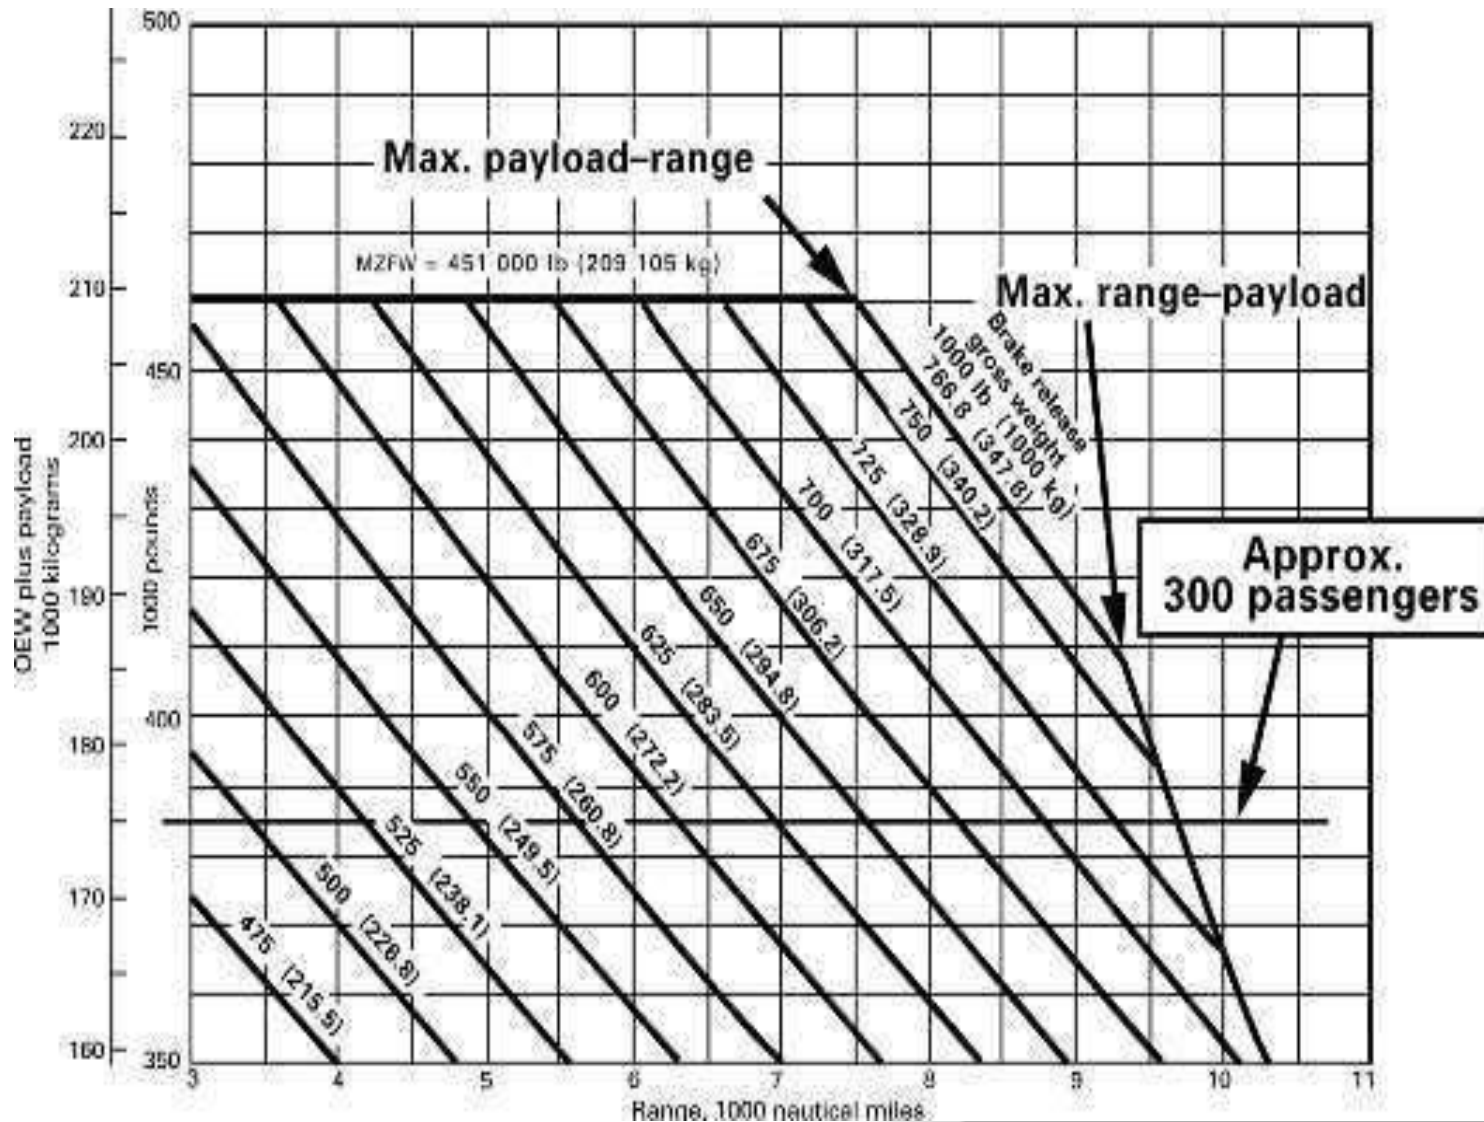 500
220
Max. payload–range
MZFW = 451 000 lb (209 105 kg)
210
Max. range–payload
Brake release
gross weight
1000 lb (1000 kg)
766.8 (347.8)
450
750 (340.2)
725 (328.9)
200
700 (317.5)
OEW plus payload
1000 kilograms
1000 pounds
675 (306.2)
Approx.
300 passengers
190
650 (294.8)
625 (283.5)
600 (272.2)
400
575 (260.8)
180
550 (249.5)
525 (238.1)
500 (226.8)
170
475 (215.5)
160
350
3 4 5 6 7 8 9 10 11
Range, 1000 nautical miles